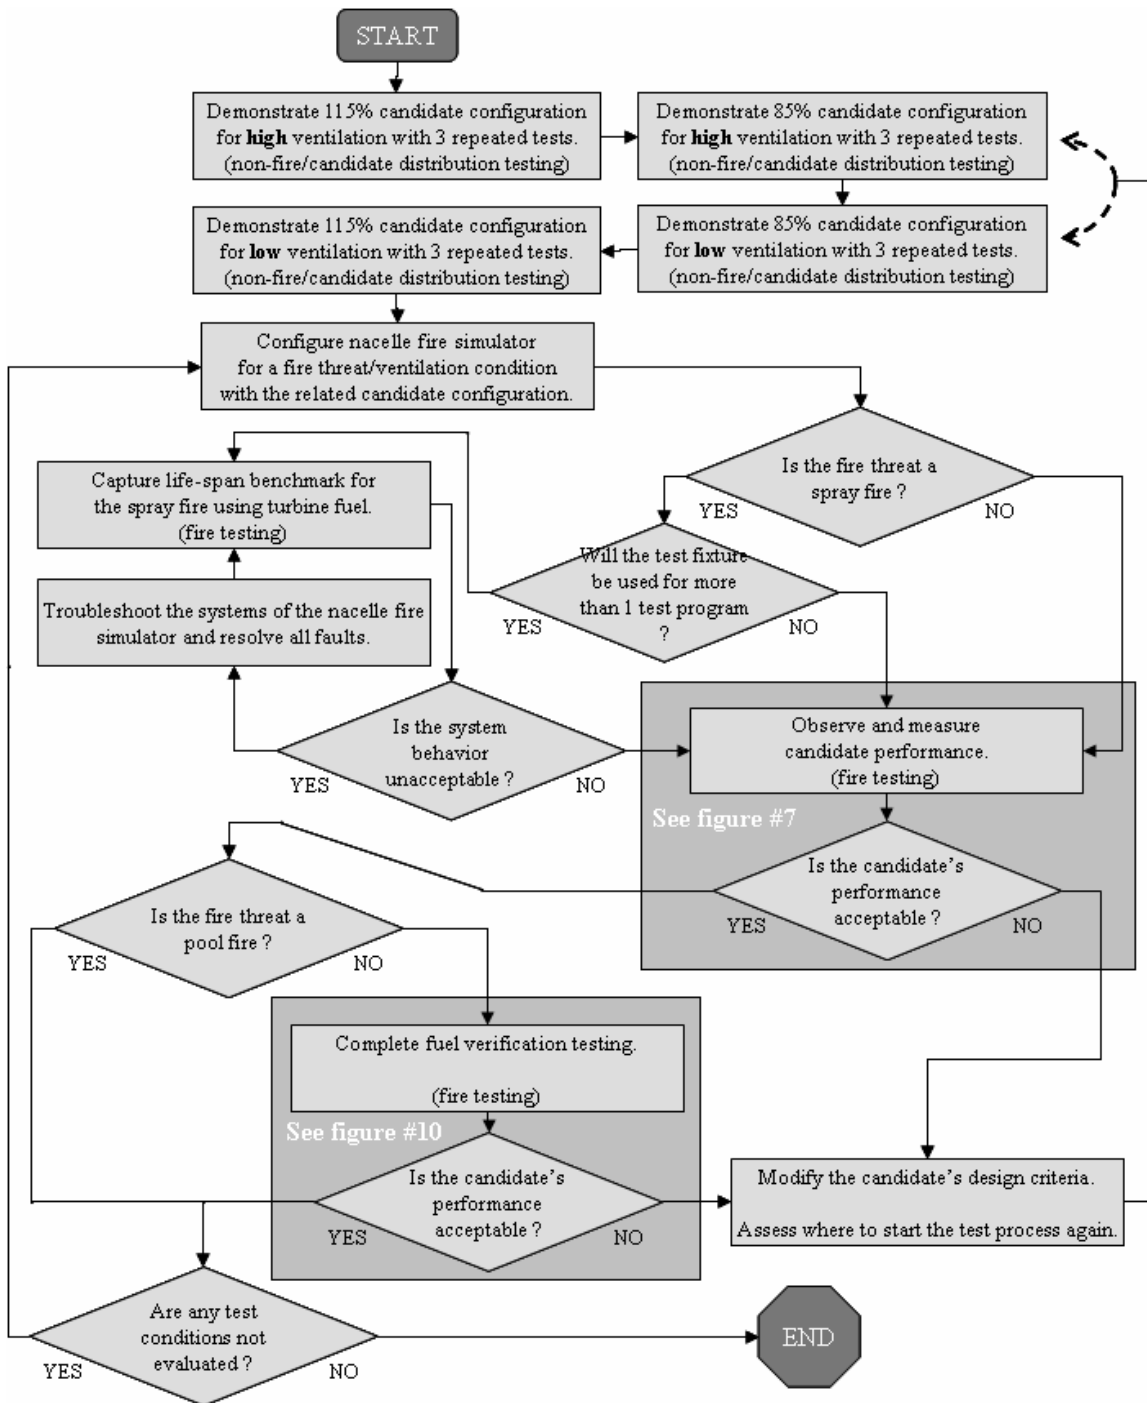 START
Demonstrate 115% candidate configuration
for high ventilation with 3 repeated tests.
(non-fire/candidate distribution testing)
Demonstrate 85% candidate configuration
for high ventilation with 3 repeated tests.
(non-fire/candidate distribution testing)
Demonstrate 115% candidate configuration
for low ventilation with 3 repeated tests.
(non-fire/candidate distribution testing)
Demonstrate 85% candidate configuration
for low ventilation with 3 repeated tests.
(non-fire/candidate distribution testing)
Configure nacelle fire simulator
for a fire threat/ventilation condition
with the related candidate configuration.
Is the fire threat a
spray fire ?
YES
NO
Capture life-span benchmark for
the spray fire using turbine fuel.
(fire testing)
Will the test fixture
be used for more
than 1 test program
?
YES
NO
Troubleshoot the systems of the nacelle fire
simulator and resolve all faults.
Is the system
behavior
unacceptable ?
YES
NO
Observe and measure
candidate performance.
(fire testing)
See figure #7
Is the candidate's
performance
acceptable ?
YES
NO
Is the fire threat a
pool fire ?
YES
NO
Complete fuel verification testing.
(fire testing)
See figure #10
Is the candidate's
performance
acceptable ?
YES
NO
Modify the candidate's design criteria.
Assess where to start the test process again.
Are any test
conditions not
evaluated ?
YES
NO
END